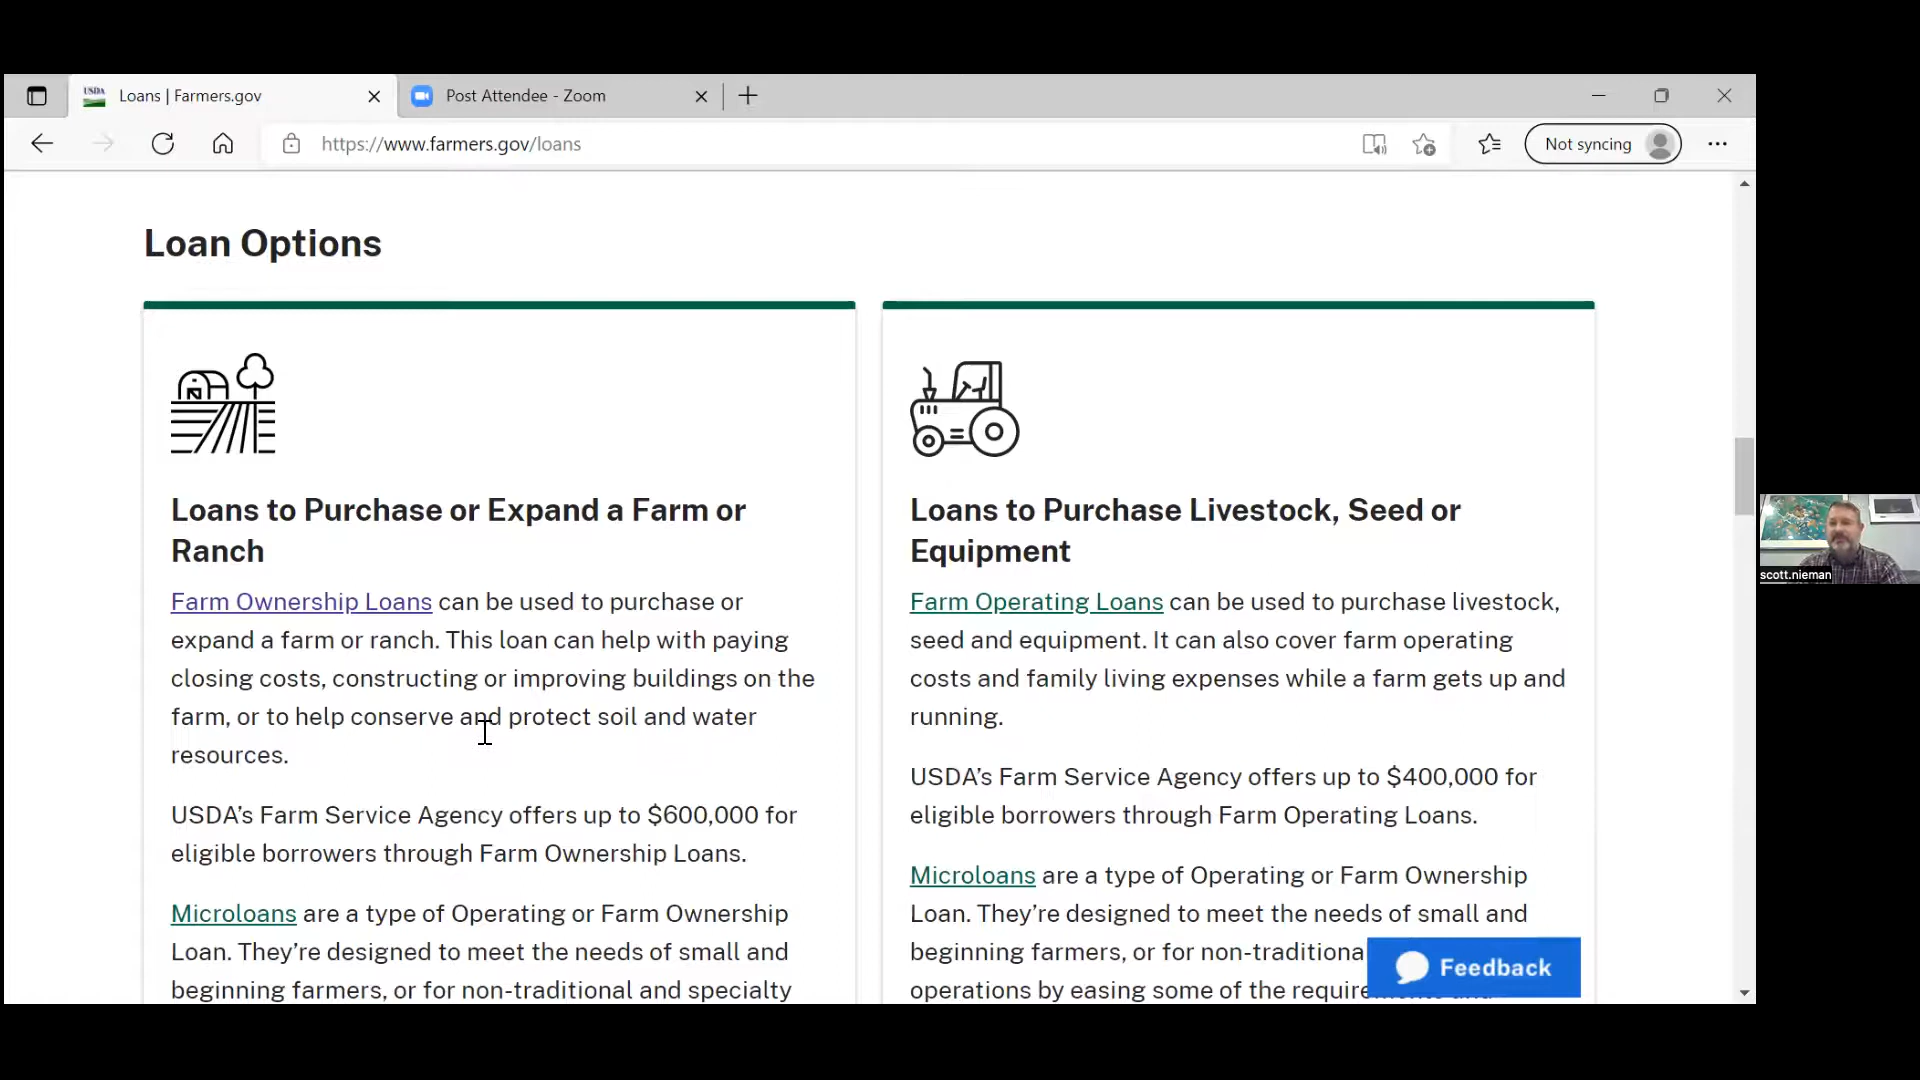 USDA
Loans | Farmers.gov
Post Attendee - Zoom
https://www.farmers.gov/loans
Not syncing
Loan Options
Loans to Purchase or Expand a Farm or
Ranch
Farm Ownership Loans can be used to purchase or
expand a farm or ranch. This loan can help with paying
closing costs, constructing or improving buildings on the
farm, or to help conserve and protect soil and water
resources.
USDA’s Farm Service Agency offers up to $600,000 for
eligible borrowers through Farm Ownership Loans.
Microloans are a type of Operating or Farm Ownership
Loan. They’re designed to meet the needs of small and
beginning farmers, or for non-traditional and specialty
Loans to Purchase Livestock, Seed or
Equipment
Farm Operating Loans can be used to purchase livestock,
seed and equipment. It can also cover farm operating
costs and family living expenses while a farm gets up and
running.
USDA’s Farm Service Agency offers up to $400,000 for
eligible borrowers through Farm Operating Loans.
Microloans are a type of Operating or Farm Ownership
Loan. They’re designed to meet the needs of small and
beginning farmers, or for non-traditiona
operations by easing some of the
Feedback
scott.nieman